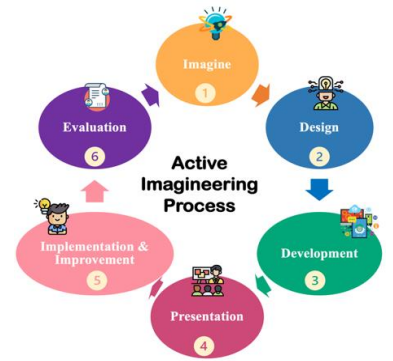 Imagine
1
Design
2
Development
3
Presentation
4
Implementation &
Improvement
5
Evaluation
6
Active
Imagineering
Process